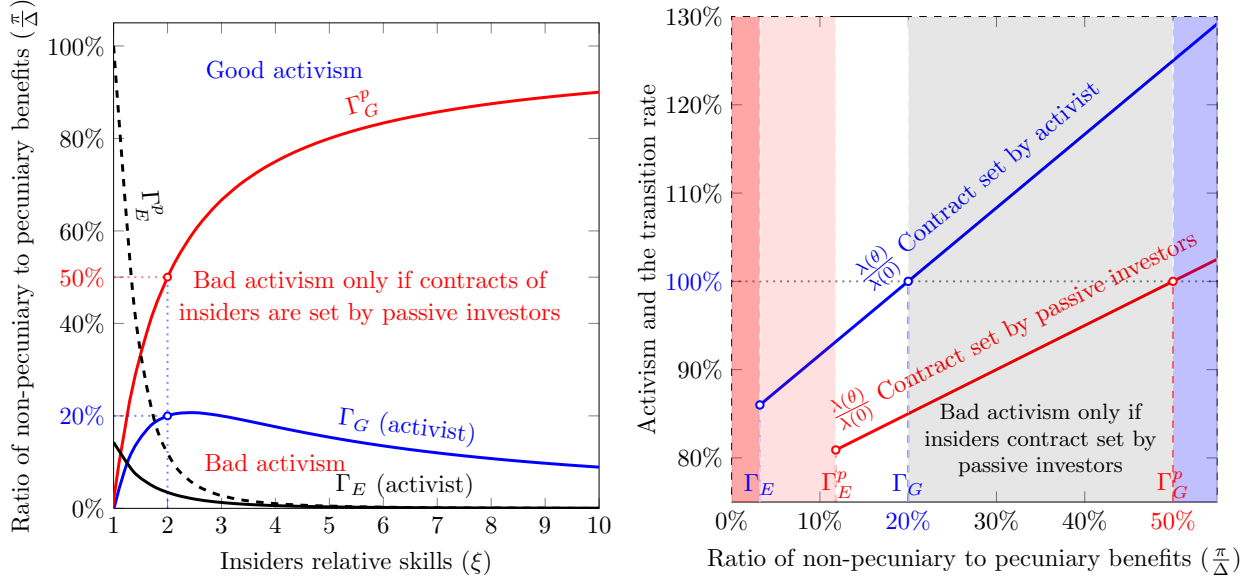 Ratio of non-pecuniary to pecuniary benefits (π/Δ)
100%
80%
60%
50%
40%
20%
0%
Good activism
Γ_G^p
Γ_E^p
Bad activism only if contracts of
insiders are set by passive investors
Γ_G (activist)
Bad activism
Γ_E (activist)
1 2 3 4 5 6 7 8 9 10
Insiders relative skills (ξ)
Activism and the transition rate
130%
120%
110%
100%
90%
80%
λ(θ)/λ(0) Contract set by activist
λ(θ)/λ(0) Contract set by passive investors
Bad activism only if
insiders contract set by
passive investors
Γ_E Γ_E^p Γ_G Γ_G^p
0% 10% 20% 30% 40% 50%
Ratio of non-pecuniary to pecuniary benefits (π/Δ)